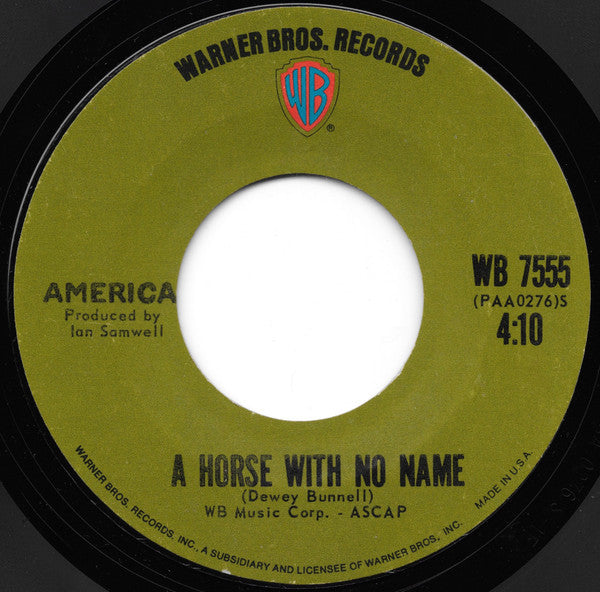 WARNER BROS. RECORDS
WB
®
AMERICA
Produced by
Ian Samwell
WB 7555
(PAA0276)S
4:10
A HORSE WITH NO NAME
(Dewey Bunnell)
WB Music Corp. - ASCAP
MADE IN U.S.A.
WARNER BROS. RECORDS INC., A SUBSIDIARY AND LICENSEE OF WARNER BROS., INC.